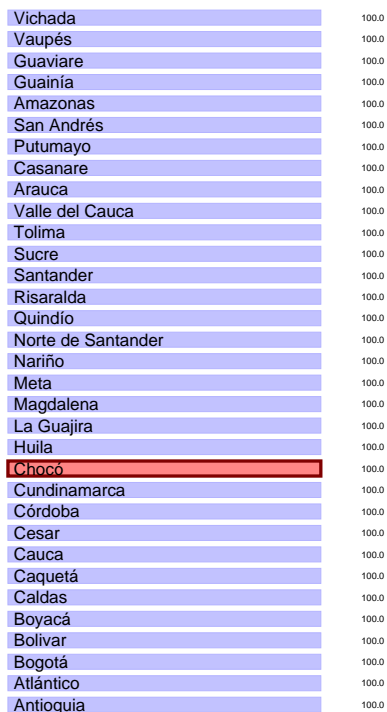 Vichada 100.0
Vaupés 100.0
Guaviare 100.0
Guainía 100.0
Amazonas 100.0
San Andrés 100.0
Putumayo 100.0
Casanare 100.0
Arauca 100.0
Valle del Cauca 100.0
Tolima 100.0
Sucre 100.0
Santander 100.0
Risaralda 100.0
Quindío 100.0
Norte de Santander 100.0
Nariño 100.0
Meta 100.0
Magdalena 100.0
La Guajira 100.0
Huila 100.0
Chocó 100.0
Cundinamarca 100.0
Córdoba 100.0
Cesar 100.0
Cauca 100.0
Caquetá 100.0
Caldas 100.0
Boyacá 100.0
Bolivar 100.0
Bogotá 100.0
Atlántico 100.0
Antioquia 100.0